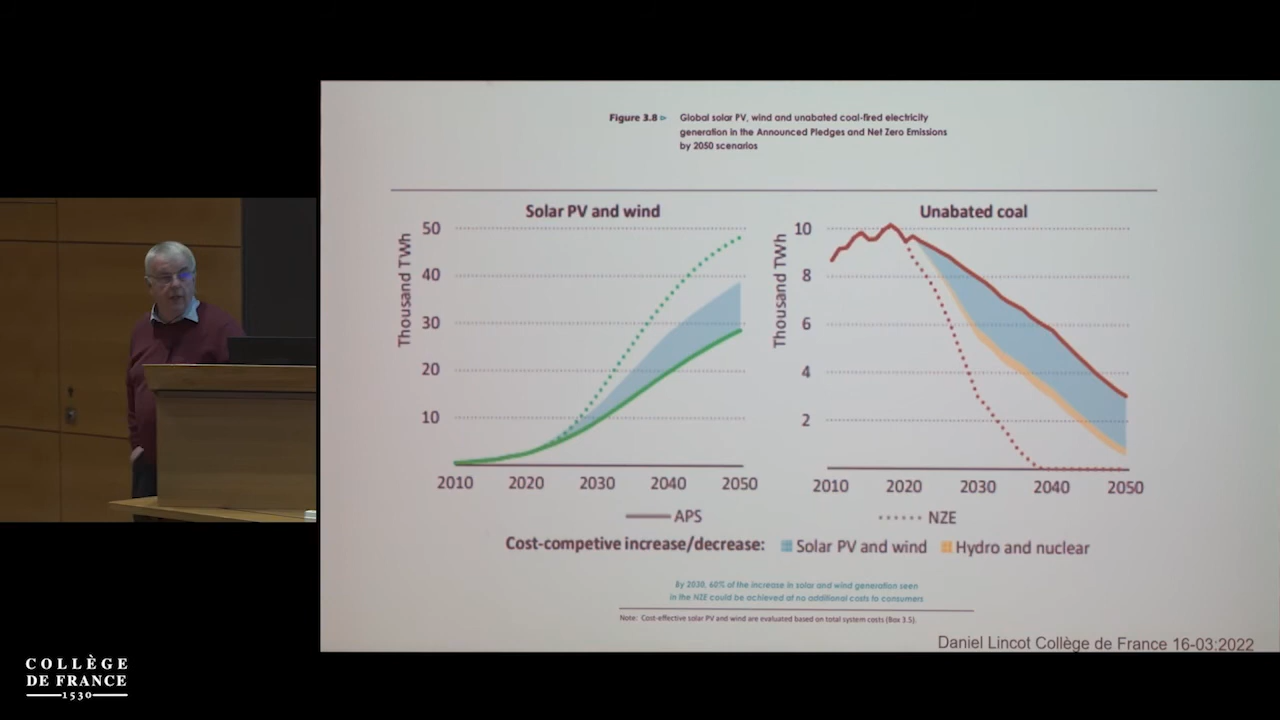 Figure 3.8 ▷ Global solar PV, wind and unabated coal-fired electricity
generation in the Announced Pledges and Net Zero Emissions
by 2050 scenarios
Solar PV and wind
Thousand TWh
50
40
30
20
10
2010 2020 2030 2040 2050
Unabated coal
Thousand TWh
10
8
6
4
2
2010 2020 2030 2040 2050
APS
NZE
Cost-competive increase/decrease: Solar PV and wind Hydro and nuclear
By 2030, 60% of the increase in solar and wind generation seen
in the NZE could be achieved at no additional costs to consumers
Note: Cost-effective solar PV and wind are evaluated based on total system costs (Box 3.5).
Daniel Lincot Collège de France 16-03:2022
COLLÈGE
DE FRANCE
1530